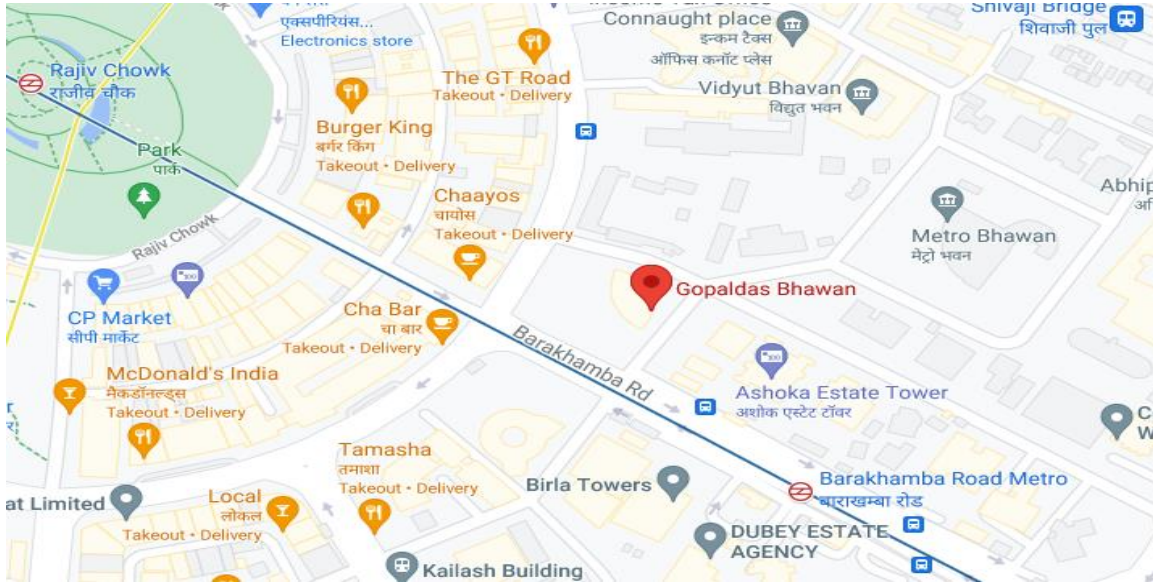 एक्सपीरियंस...
Electronics store
Connaught place
इन्कम टैक्स
ऑफिस कनॉट प्लेस
Shivaji Bridge
शिवाजी पुल
Rajiv Chowk
राजीव चौक
The GT Road
Takeout • Delivery
Vidyut Bhavan
विद्युत भवन
Burger King
बर्गर किंग
Takeout • Delivery
Park
पार्क
Chaayos
चायोस
Takeout • Delivery
Metro Bhawan
मेट्रो भवन
Abhip
Rajiv Chowk
Gopaldas Bhawan
CP Market
सीपी मार्केट
Cha Bar
चा बार
Takeout • Delivery
Barakhamba Rd
McDonald's India
मैकडॉनल्ड्स
Takeout • Delivery
Ashoka Estate Tower
अशोक एस्टेट टॉवर
Tamasha
तमाशा
Takeout • Delivery
Birla Towers
Barakhamba Road Metro
बाराखम्बा रोड
at Limited
Local
लोकल
Takeout • Delivery
DUBEY ESTATE
AGENCY
Kailash Building